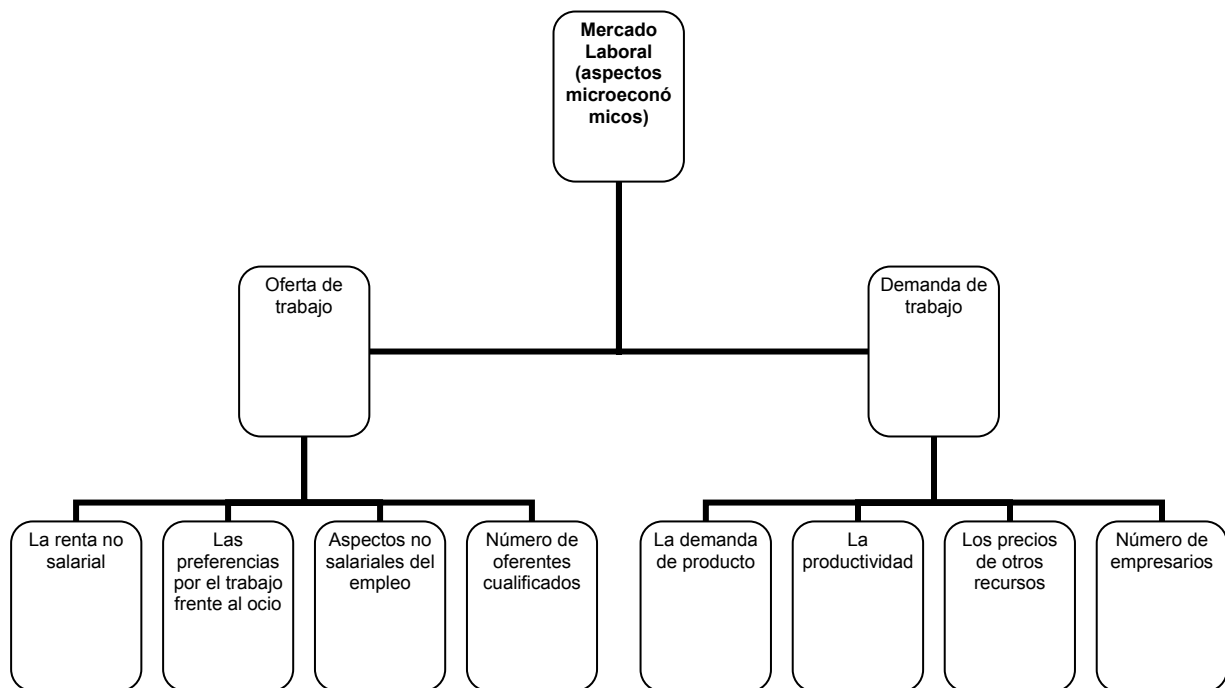 Mercado
Laboral
(aspectos
microeconó
micos)
Oferta de
trabajo
Demanda de
trabajo
La renta no
salarial
Las
preferencias
por el trabajo
frente al ocio
Aspectos no
salariales del
empleo
Número de
oferentes
cualificados
La demanda
de producto
La
productividad
Los precios
de otros
recursos
Número de
empresarios